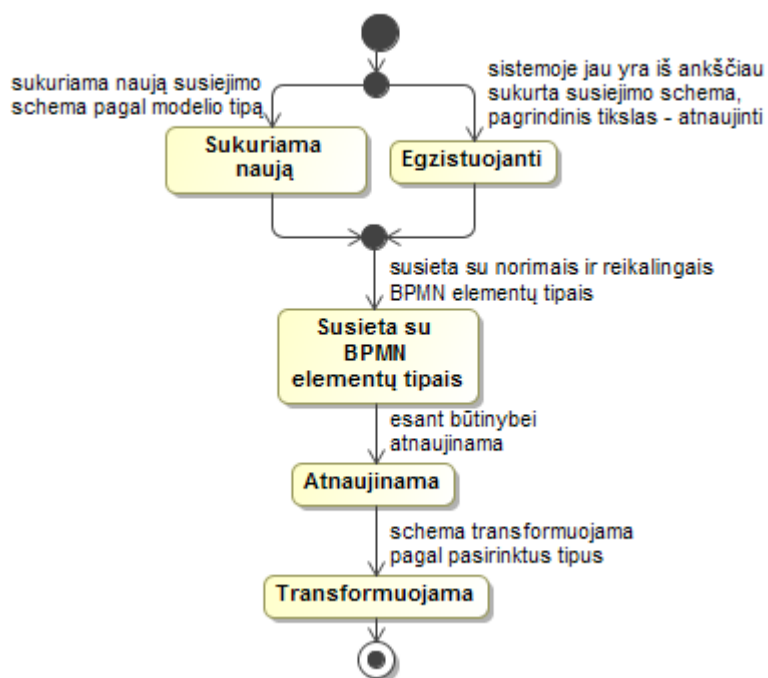 sukuriama naują susiejimo
schema pagal modelio tipą
sistemoje jau yra iš ankščiau
sukurta susiejimo schema,
pagrindinis tikslas - atnaujinti
Sukuriama
naują
Egzistuojanti
susieta su norimais ir reikalingais
BPMN elementų tipais
Susieta su
BPMN
elementų tipais
esant būtinybei
atnaujinama
Atnaujinama
schema transformuojama
pagal pasirinktus tipus
Transformuojama